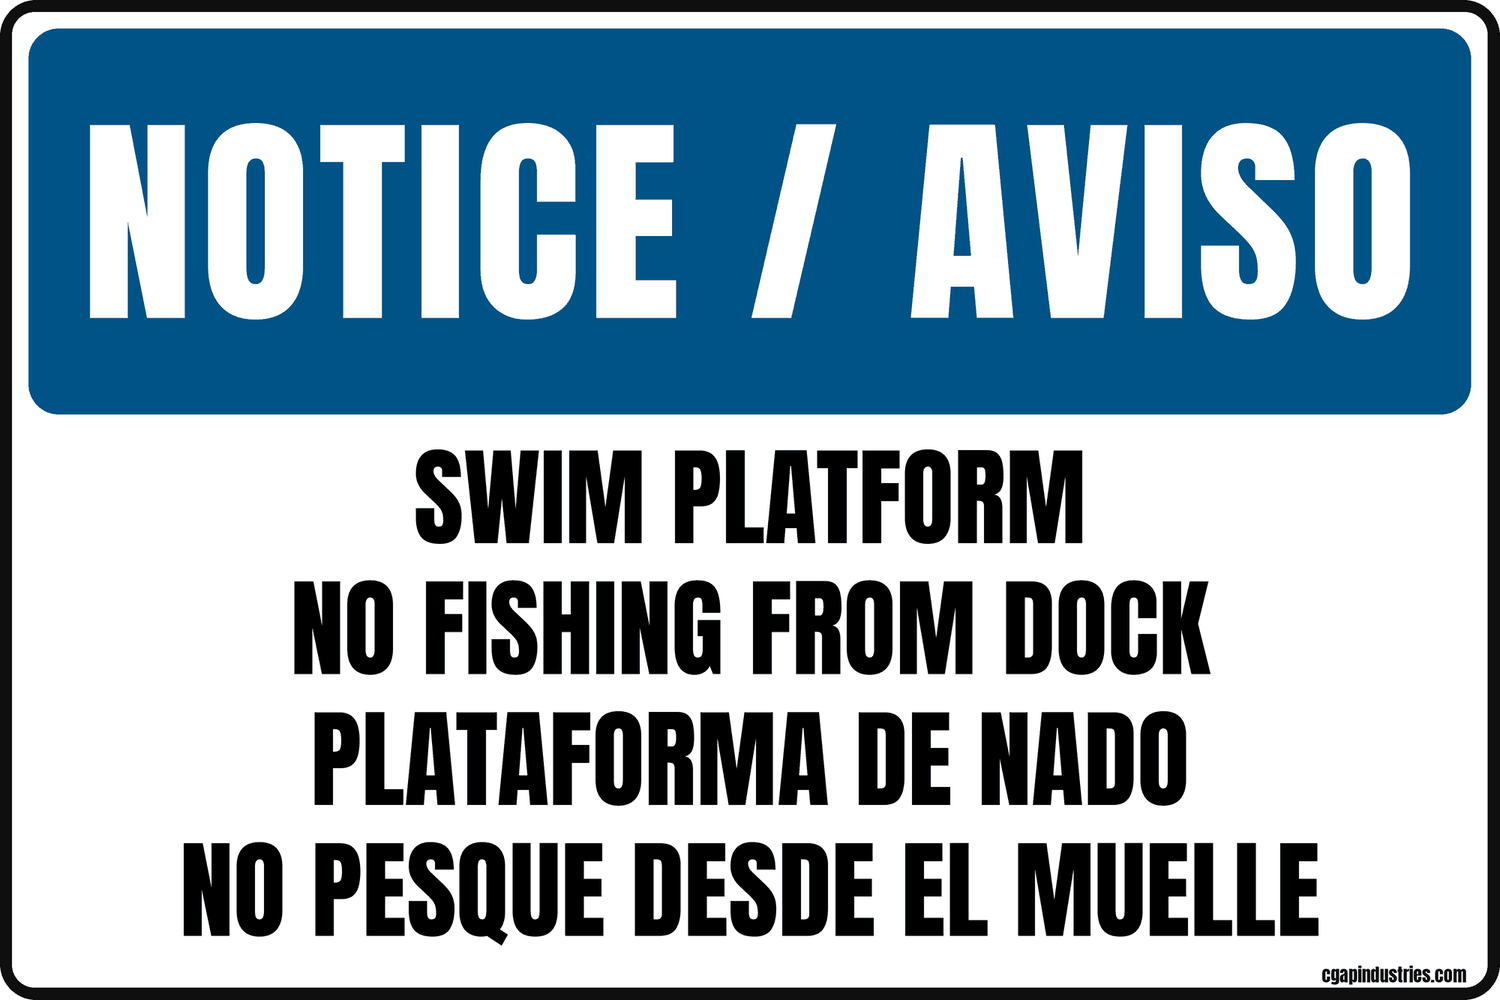 NOTICE / AVISO
SWIM PLATFORM
NO FISHING FROM DOCK
PLATAFORMA DE NADO
NO PESQUE DESDE EL MUELLE
cgapindustries.com